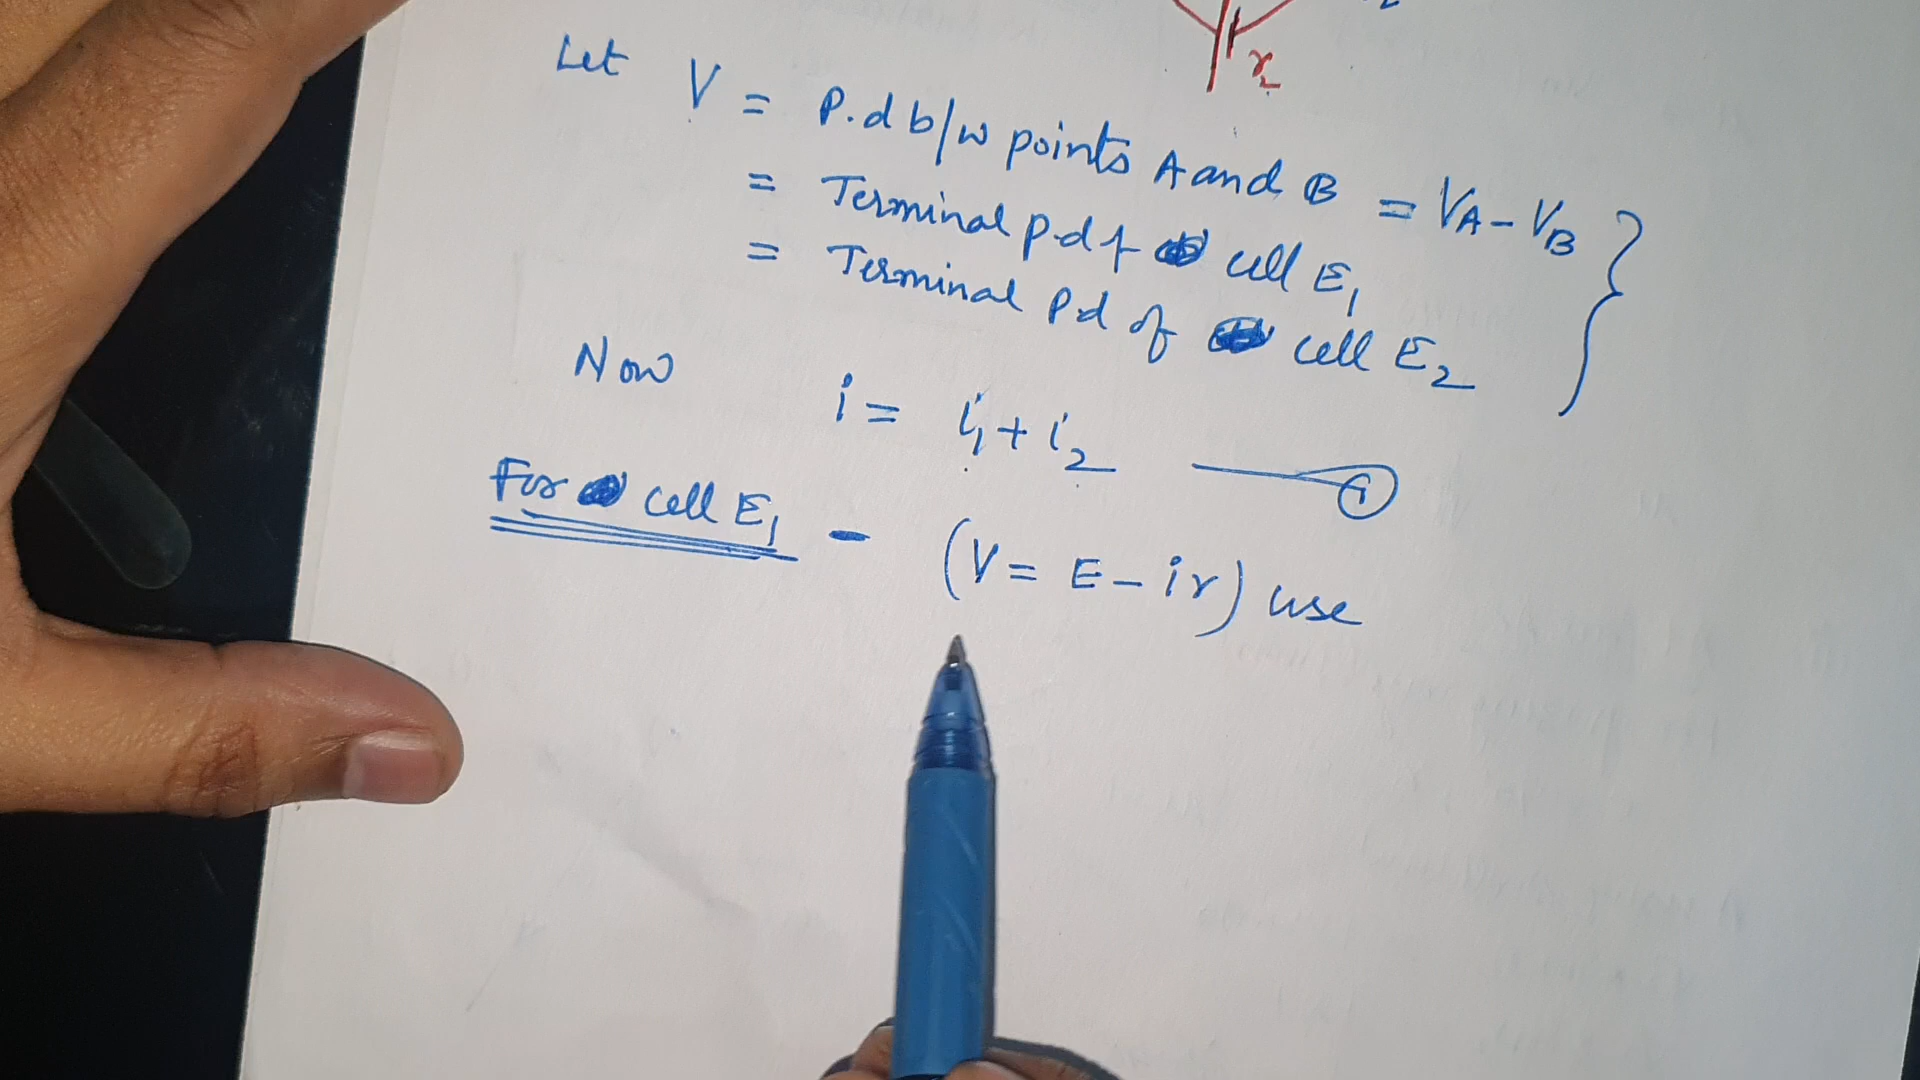 r₂
Let V = P.d b/w points A and B = VA - VB
= Terminal p.d f cell E₁
= Terminal Pd of cell E₂
Now i = i₁ + i₂ 1
For cell E₁ - (V = E - ir) use